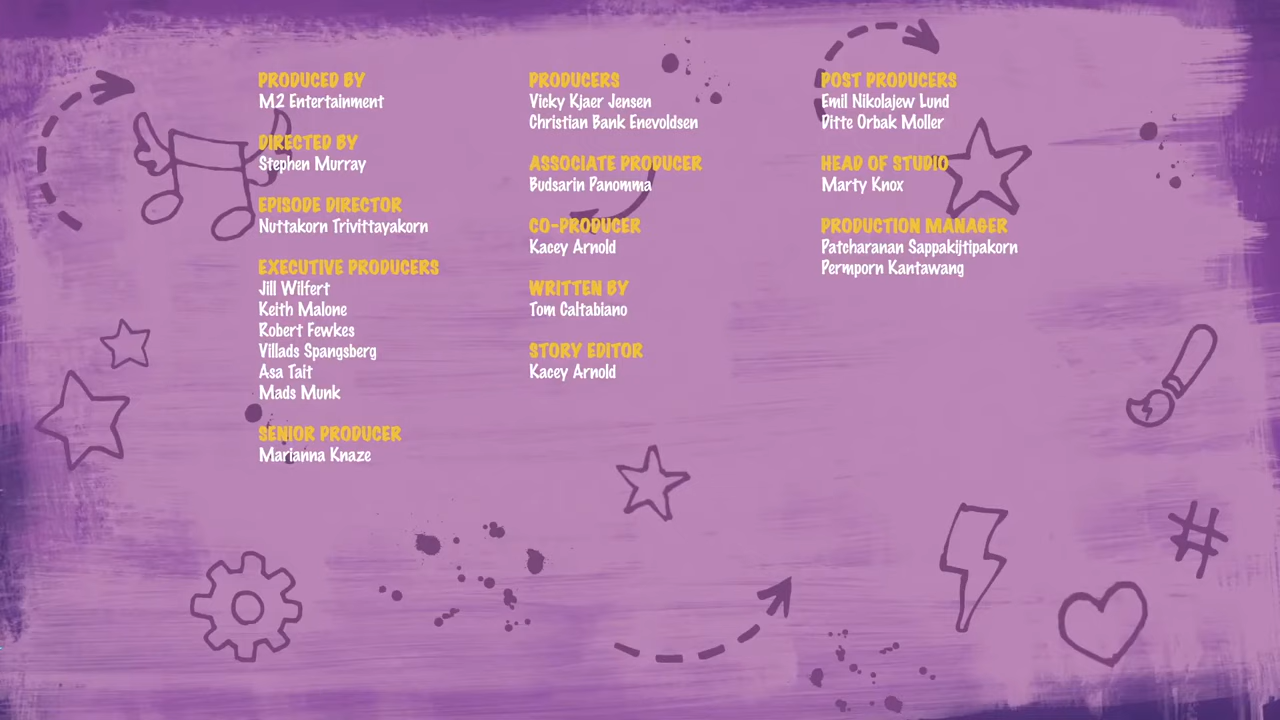 PRODUCED BY
M2 Entertainment
DIRECTED BY
Stephen Murray
EPISODE DIRECTOR
Nuttakorn Trivittayakorn
EXECUTIVE PRODUCERS
Jill Wilfert
Keith Malone
Robert Fewkes
Villads Spangsberg
Asa Tait
Mads Munk
SENIOR PRODUCER
Marianna Knaze
PRODUCERS
Vicky Kjaer Jensen
Christian Bank Enevoldsen
ASSOCIATE PRODUCER
Budsarin Panomma
CO-PRODUCER
Kacey Arnold
WRITTEN BY
Tom Caltabiano
STORY EDITOR
Kacey Arnold
POST PRODUCERS
Emil Nikolajew Lund
Ditte Orbak Moller
HEAD OF STUDIO
Marty Knox
PRODUCTION MANAGER
Patcharanan Sappakijtipakorn
Permporn Kantawang
#